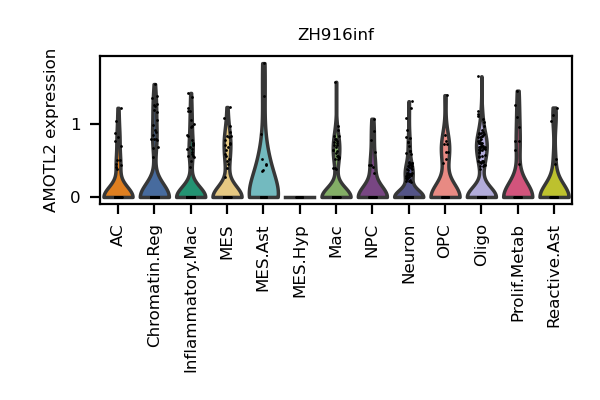 ZH916inf
AMOTL2 expression
1
0
AC
Chromatin.Reg
Inflammatory.Mac
MES
MES.Ast
MES.Hyp
Mac
NPC
Neuron
OPC
Oligo
Prolif.Metab
Reactive.Ast